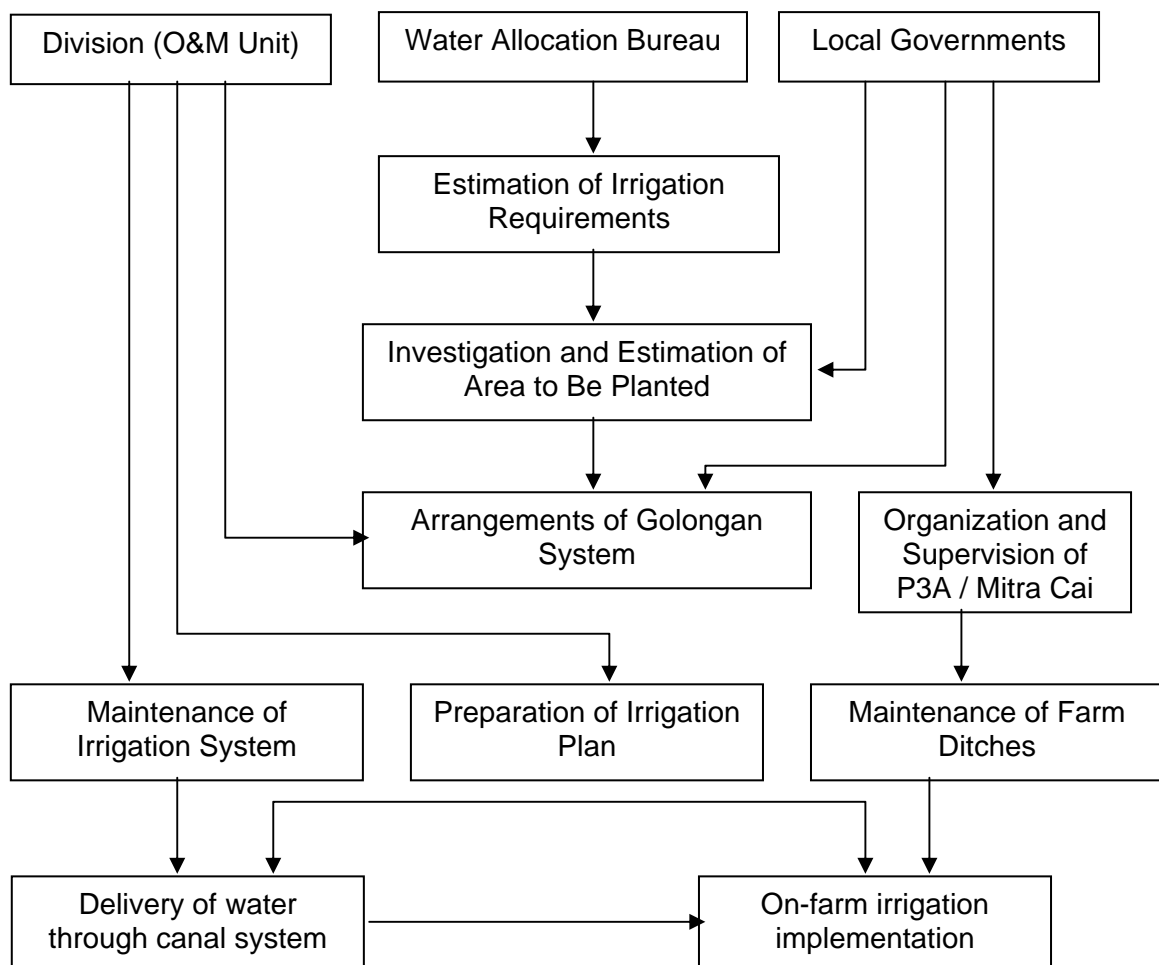 Division (O&M Unit)
Water Allocation Bureau
Local Governments
Estimation of Irrigation
Requirements
Investigation and Estimation of
Area to Be Planted
Arrangements of Golongan
System
Organization and
Supervision of
P3A / Mitra Cai
Maintenance of
Irrigation System
Preparation of Irrigation
Plan
Maintenance of Farm
Ditches
Delivery of water
through canal system
On-farm irrigation
implementation